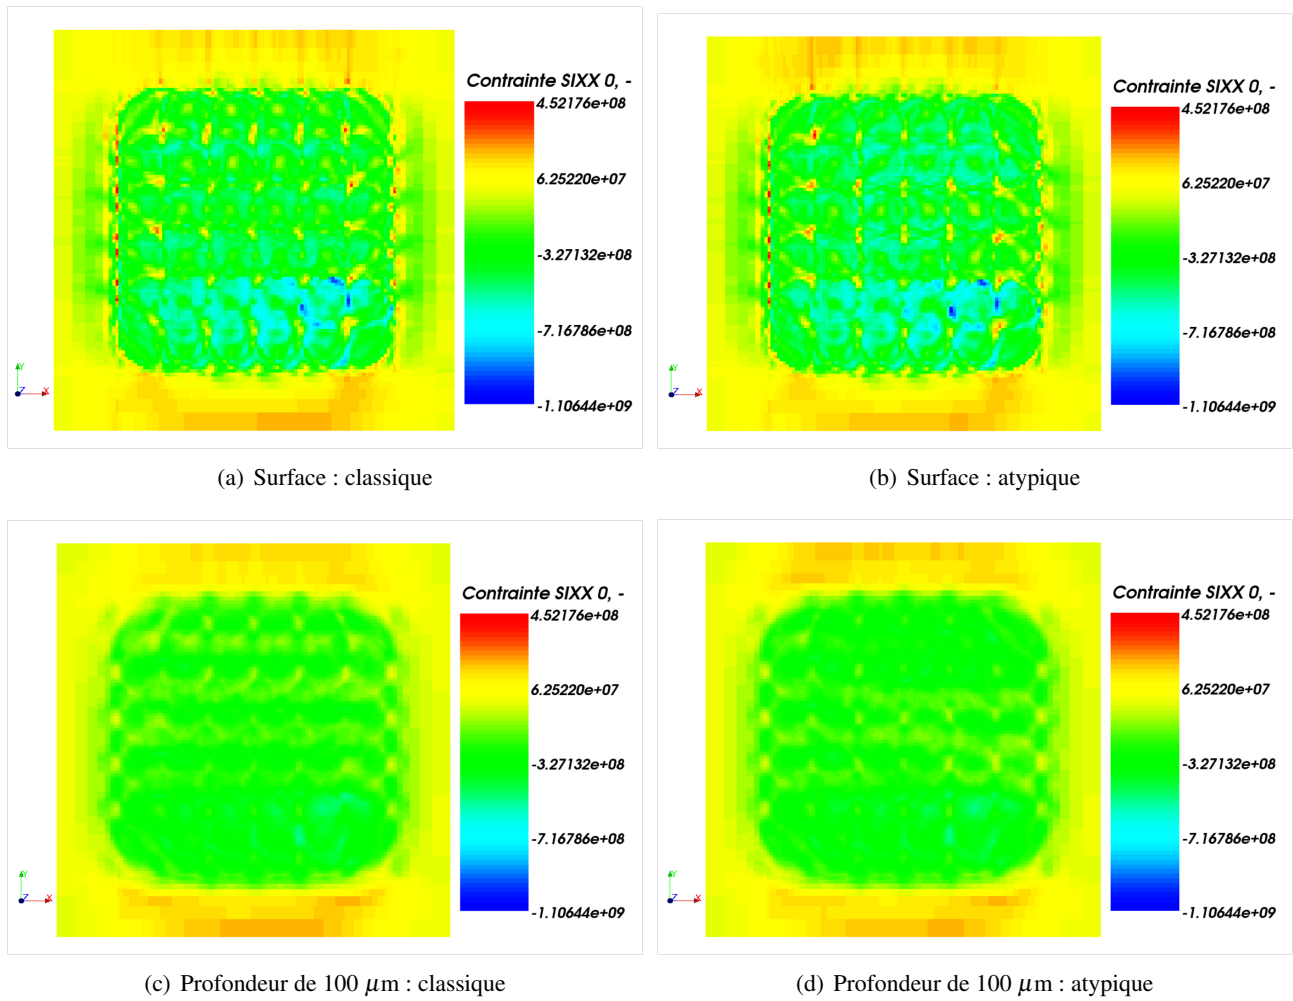 Contrainte SIXX 0, -
4.52176e+08
6.25220e+07
-3.27132e+08
-7.16786e+08
-1.10644e+09
Y
Z
X
(a) Surface : classique
Contrainte SIXX 0, -
4.52176e+08
6.25220e+07
-3.27132e+08
-7.16786e+08
-1.10644e+09
Y
Z
X
(b) Surface : atypique
Contrainte SIXX 0, -
4.52176e+08
6.25220e+07
-3.27132e+08
-7.16786e+08
-1.10644e+09
Y
Z
X
(c) Profondeur de 100 μm : classique
Contrainte SIXX 0, -
4.52176e+08
6.25220e+07
-3.27132e+08
-7.16786e+08
-1.10644e+09
Y
Z
X
(d) Profondeur de 100 μm : atypique